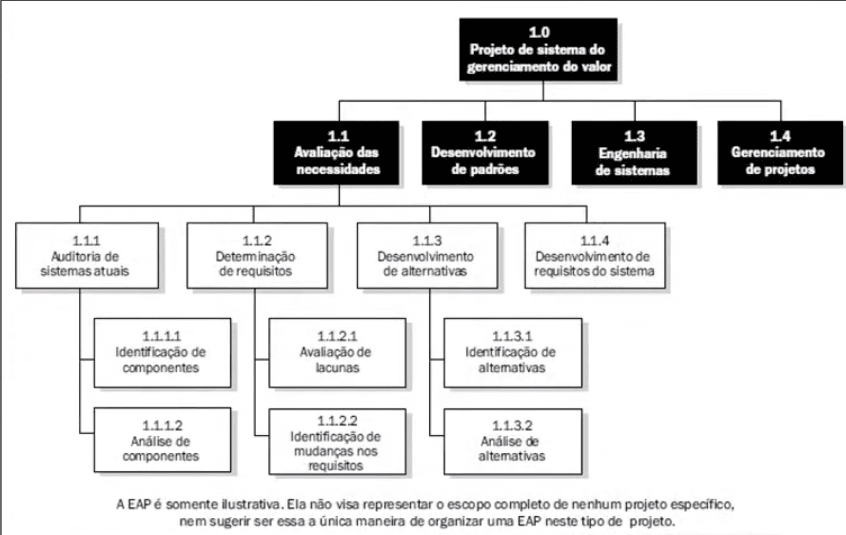 1.0
Projeto de sistema do
gerenciamento do valor
1.1
Avaliação das
necessidades
1.2
Desenvolvimento
de padrões
1.3
Engenharia
de sistemas
1.4
Gerenciamento
de projetos
1.1.1
Auditoria de
sistemas atuais
1.1.2
Determinação
de requisitos
1.1.3
Desenvolvimento
de alternativas
1.1.4
Desenvolvimento de
requisitos do sistema
1.1.1.1
Identificação de
componentes
1.1.2.1
Avaliação de
lacunas
1.1.3.1
Identificação de
alternativas
1.1.1.2
Análise de
componentes
1.1.2.2
Identificação de
mudanças nos
requisitos
1.1.3.2
Análise de
alternativas
A EAP é somente ilustrativa. Ela não visa representar o escopo completo de nenhum projeto específico,
nem sugerir ser essa a única maneira de organizar uma EAP neste tipo de projeto.